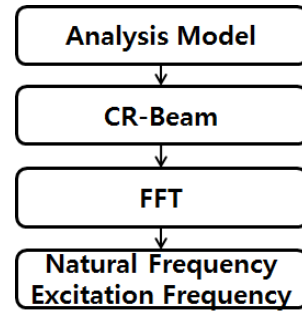 Analysis Model
CR-Beam
FFT
Natural Frequency
Excitation Frequency